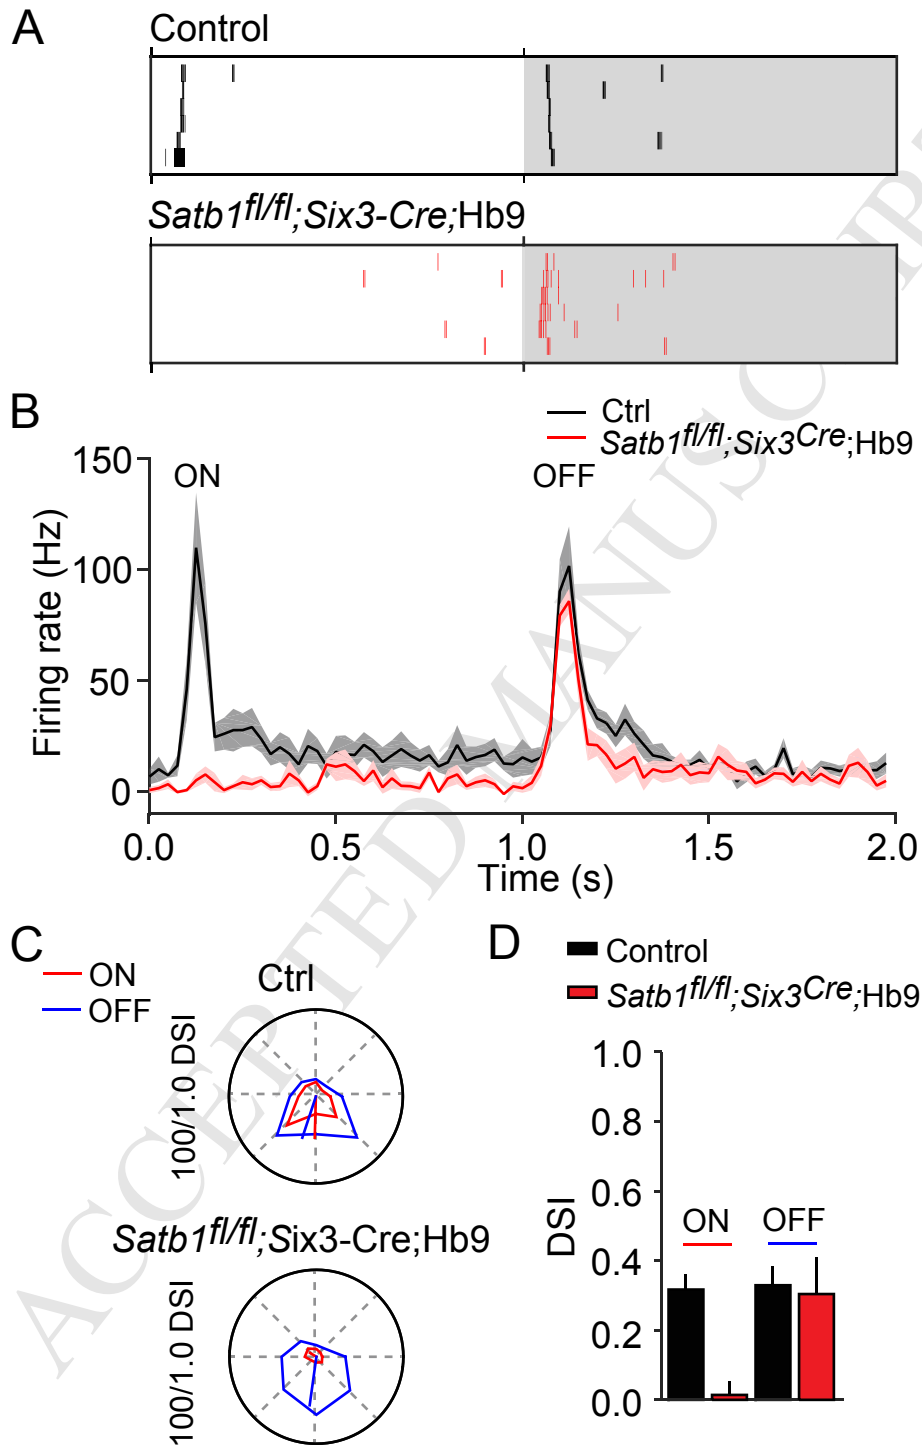 A
Control
Satb1fl/fl;Six3-Cre;Hb9
B
Ctrl
Satb1fl/fl;Six3Cre;Hb9
ON
OFF
150
100
50
0
Firing rate (Hz)
0.0 0.5 1.0 1.5 2.0
Time (s)
C
ON
OFF
Ctrl
100/1.0 DSI
Satb1fl/fl;Six3-Cre;Hb9
100/1.0 DSI
D
Control
Satb1fl/fl;Six3Cre;Hb9
1.0
0.8
0.6
0.4
0.2
0.0
DSI
ON
OFF
ACCEPTED MANUSCRIPT